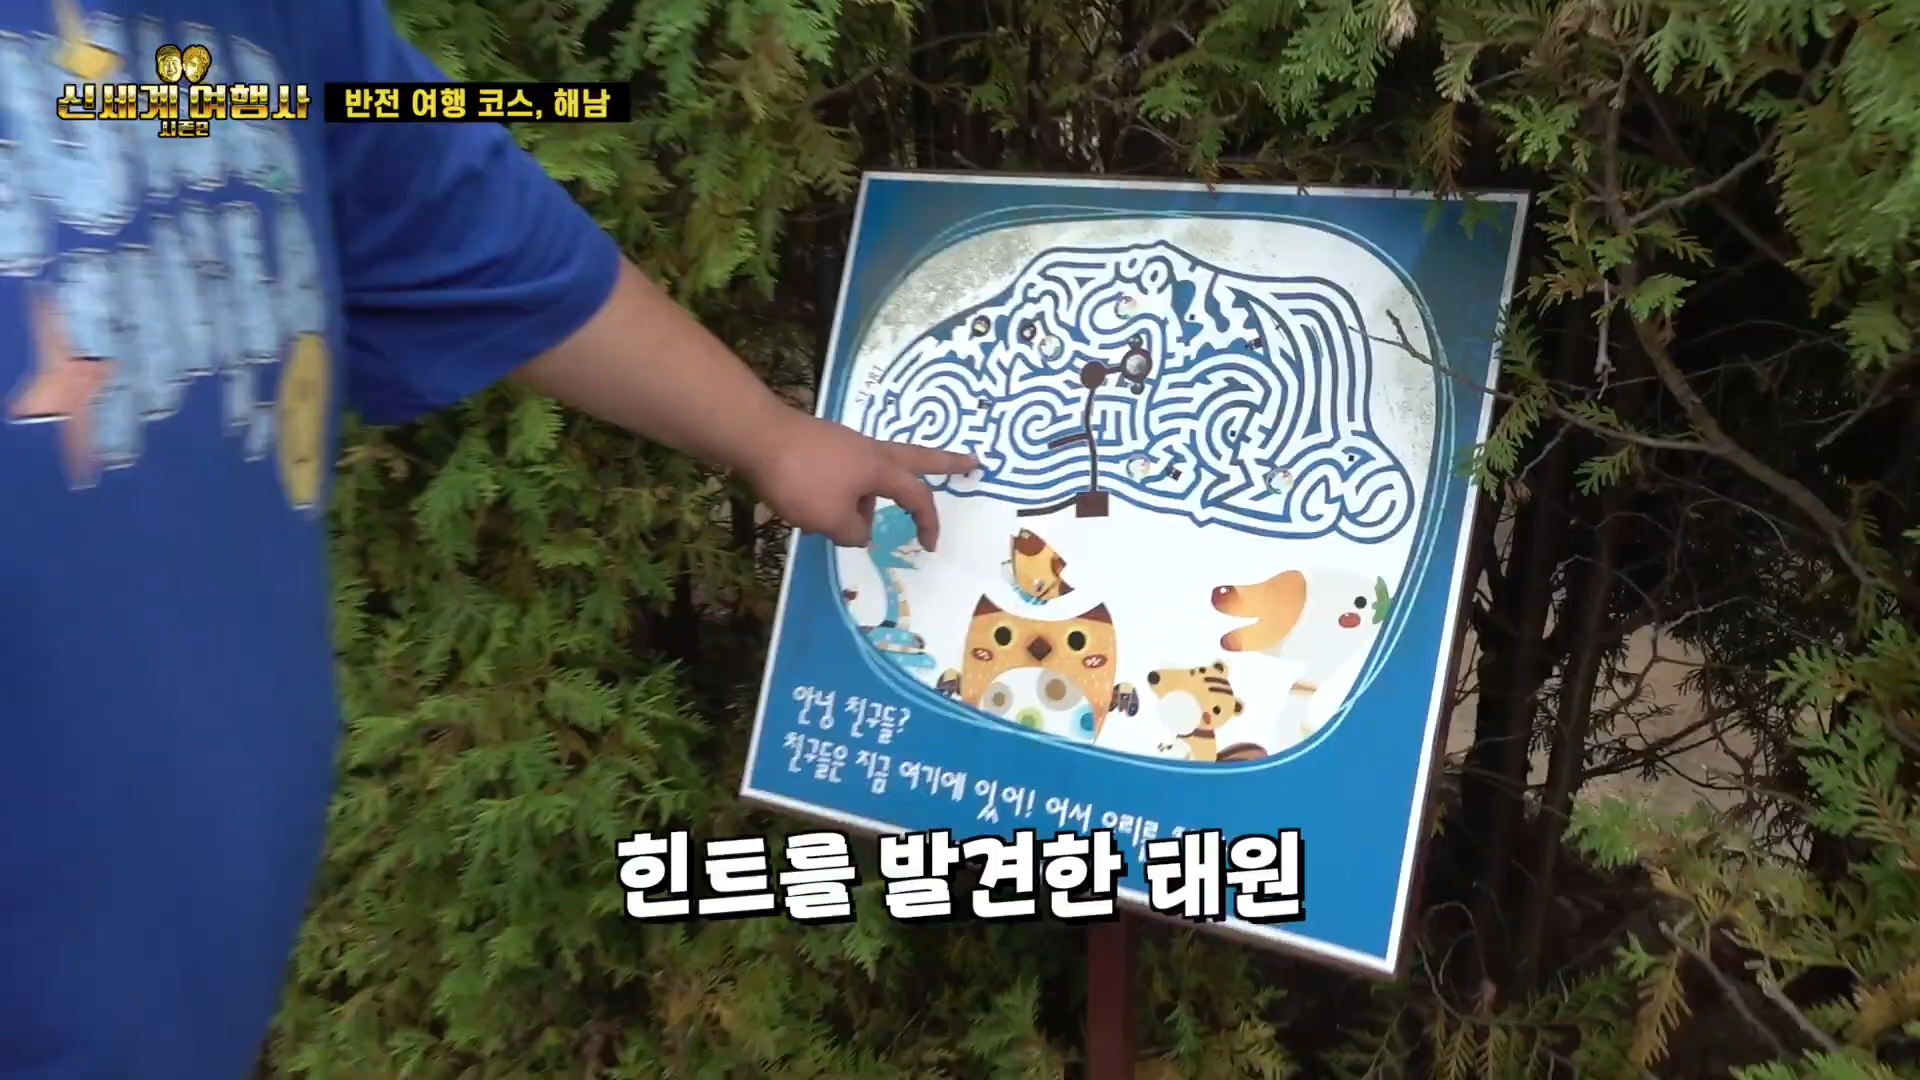 신세계 여행사
시즌2
반전 여행 코스, 해남
START
안녕 친구들?
친구들은 지금 여기에 있어! 어서 우리를
힌트를 발견한 태원